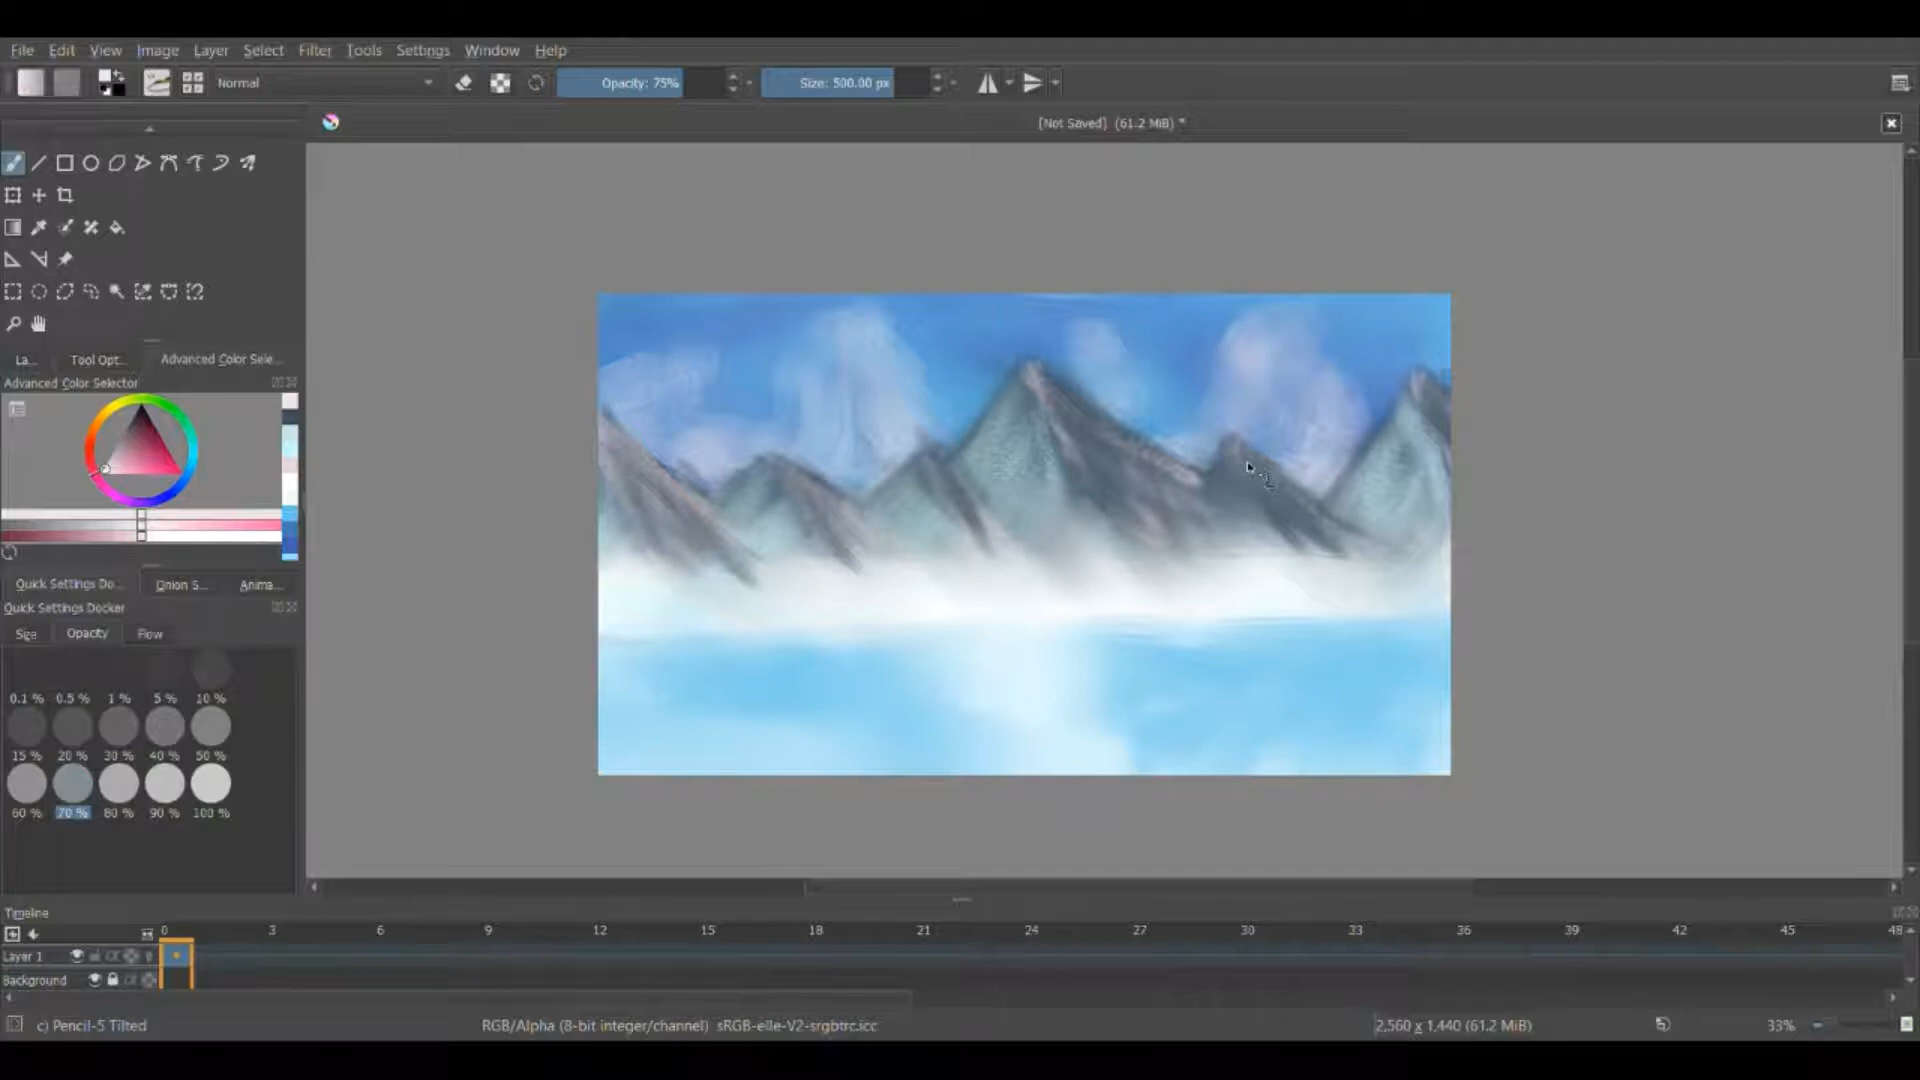 File Edit View Image Layer Select Filter Tools Settings Window Help
Normal Opacity: 75% Size: 500.00 px
[Not Saved] (61.2 MiB) *
La... Tool Opt... Advanced Color Sele...
Advanced Color Selector
Quick Settings Do... Onion S... Anima...
Quick Settings Docker
Size Opacity Flow
0.1 % 0.5 % 1 % 5 % 10 %
15 % 20 % 30 % 40 % 50 %
60 % 70 % 80 % 90 % 100 %
Timeline
0 3 6 9 12 15 18 21 24 27 30 33 36 39 42 45 48
Layer 1
Background
c) Pencil-5 Tilted RGB/Alpha (8-bit integer/channel) sRGB-elle-V2-srgbtrc.icc 2,560 x 1,440 (61.2 MiB) 33%